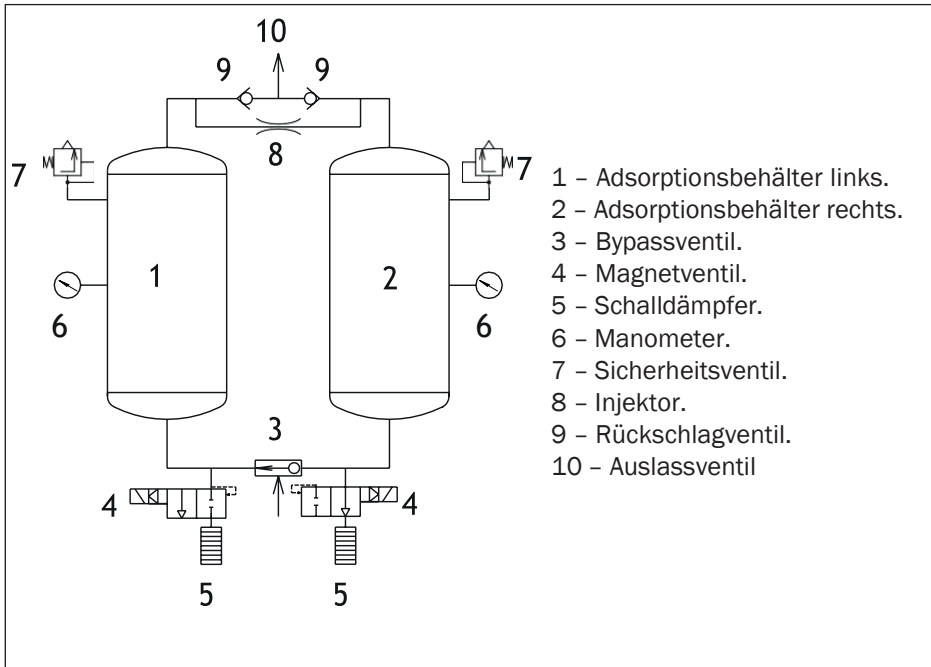 10
9 9
8
7 7
1 2
6 6
3
4 4
5 5
1 – Adsorptionsbehälter links.
2 – Adsorptionsbehälter rechts.
3 – Bypassventil.
4 – Magnetventil.
5 – Schalldämpfer.
6 – Manometer.
7 – Sicherheitsventil.
8 – Injektor.
9 – Rückschlagventil.
10 – Auslassventil